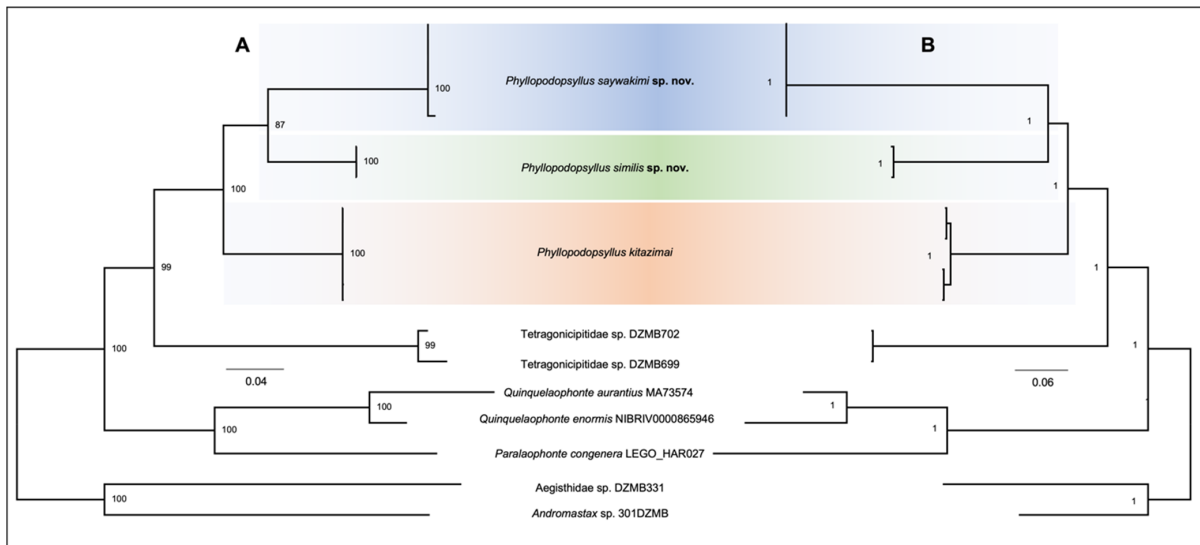 A B
1
100 Phyllopodopsyllus saywakimi sp. nov.
1
87
100 Phyllopodopsyllus similis sp. nov. 1
100 1
100 Phyllopodopsyllus kitazimai 1
99 1
Tetragonicipitidae sp. DZMB702
99
100 1
Tetragonicipitidae sp. DZMB699
0.04 0.06
Quinquelaophonte aurantius MA73574
100 1
Quinquelaophonte enormis NIBRIV0000865946
100 1
Paralaophonte congenera LEGO_HAR027
Aegisthidae sp. DZMB331
100 1
Andromastax sp. 301DZMB